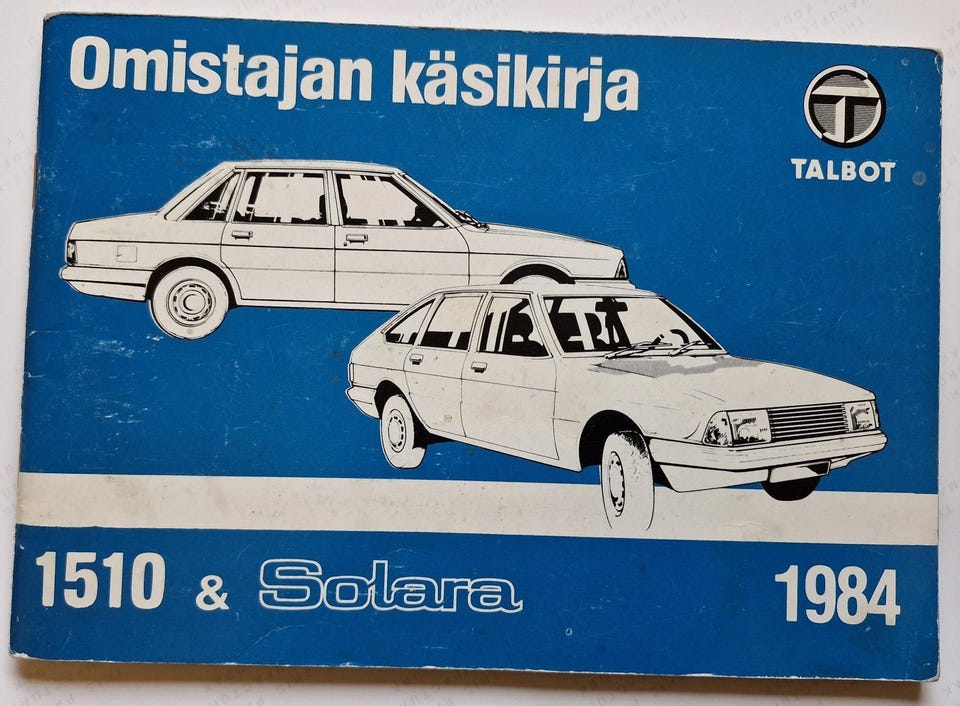 Omistajan käsikirja
TALBOT
1510 & Solara
1984